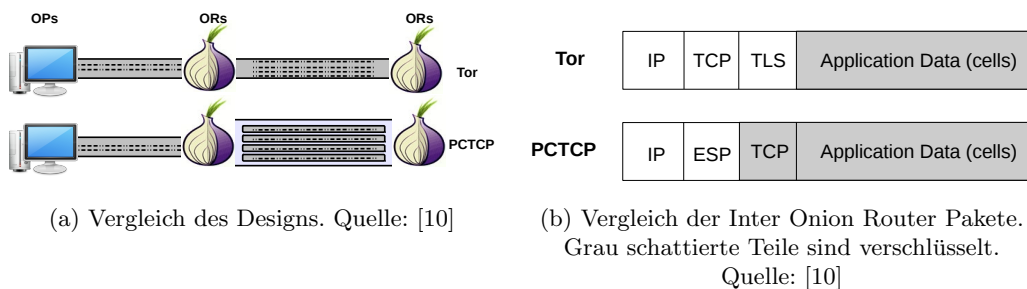 OPs ORs ORs
Tor
PCTCP
(a) Vergleich des Designs. Quelle: [10]
Tor IP TCP TLS Application Data (cells)
PCTCP IP ESP TCP Application Data (cells)
(b) Vergleich der Inter Onion Router Pakete.
Grau schattierte Teile sind verschlüsselt.
Quelle: [10]